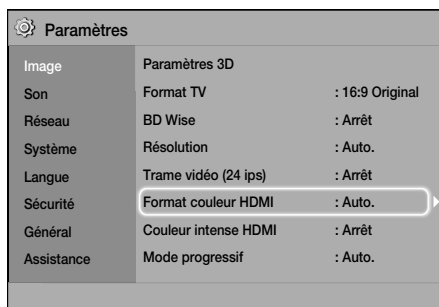 Paramètres
Image
Son
Réseau
Système
Langue
Sécurité
Général
Assistance
Paramètres 3D
Format TV : 16:9 Original
BD Wise : Arrêt
Résolution : Auto.
Trame vidéo (24 ips) : Arrêt
Format couleur HDMI : Auto.
Couleur intense HDMI : Arrêt
Mode progressif : Auto.